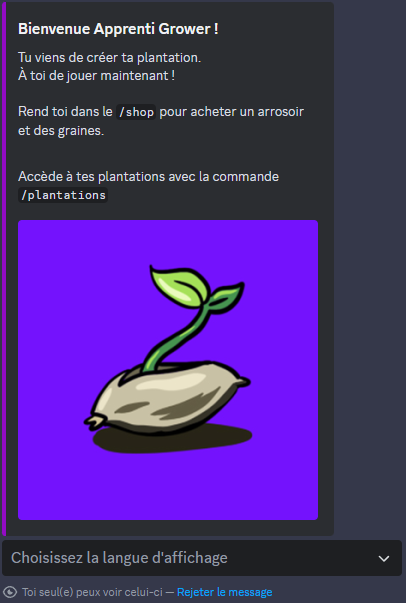 Bienvenue Apprenti Grower !
Tu viens de créer ta plantation.
À toi de jouer maintenant !
Rend toi dans le /shop pour acheter un arrosoir
et des graines.
Accède à tes plantations avec la commande
/plantations
Choisissez la langue d'affichage
Toi seul(e) peux voir celui-ci — Rejeter le message